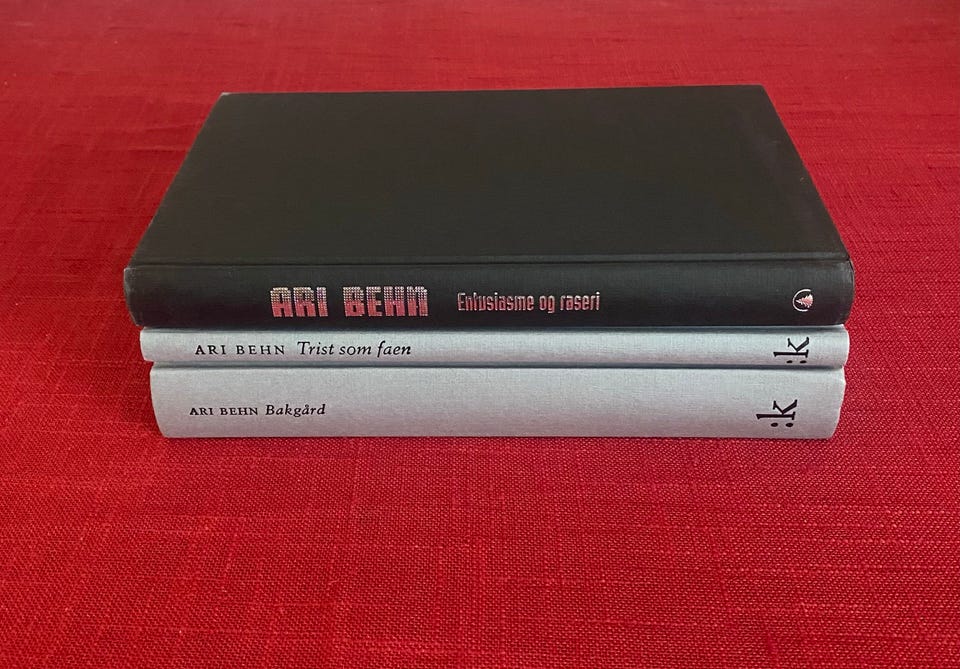 ARI BEHN Entusiasme og raseri
ARI BEHN Trist som faen :k
ARI BEHN Bakgård :k